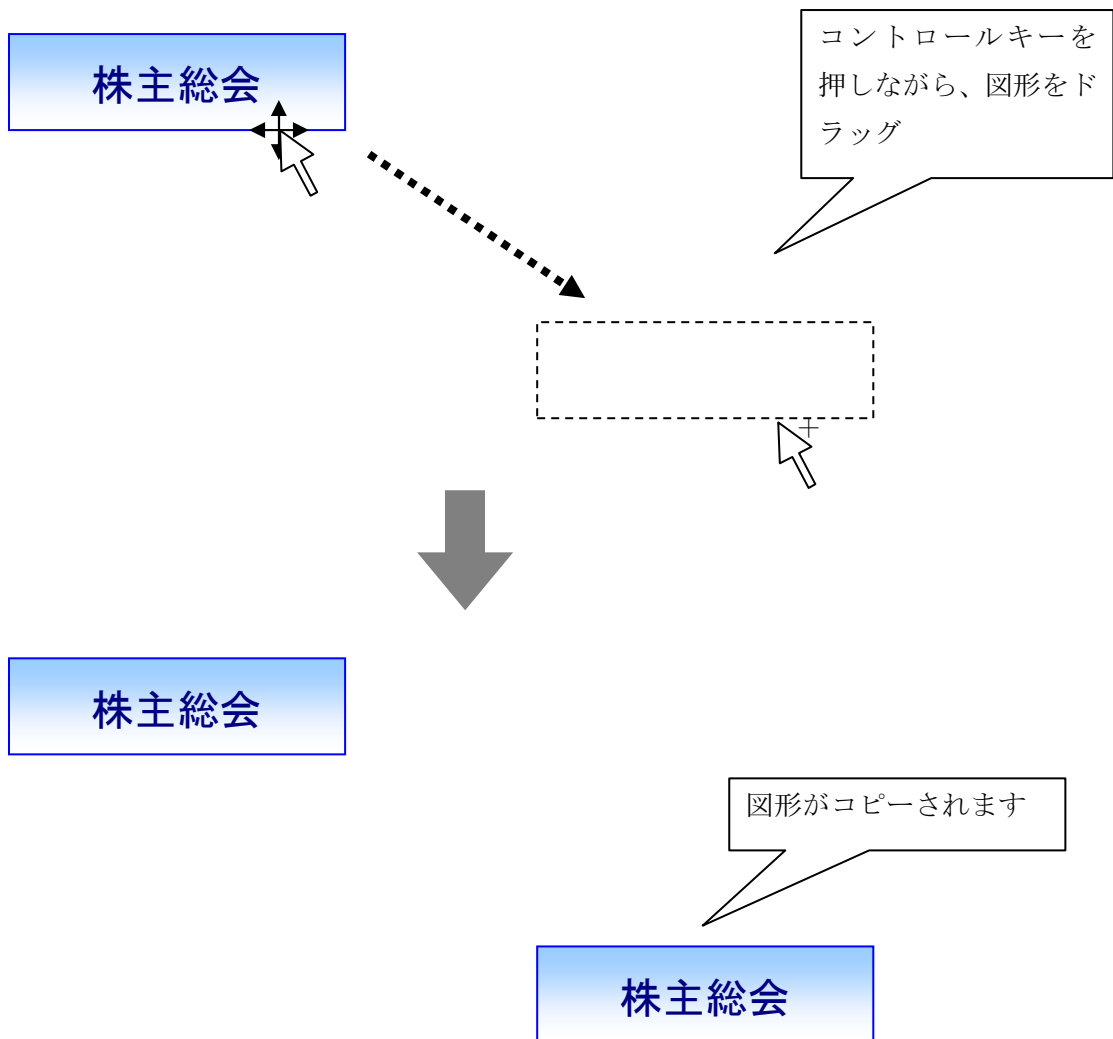 株主総会
コントロールキーを
押しながら、図形をド
ラッグ
株主総会
図形がコピーされます
株主総会